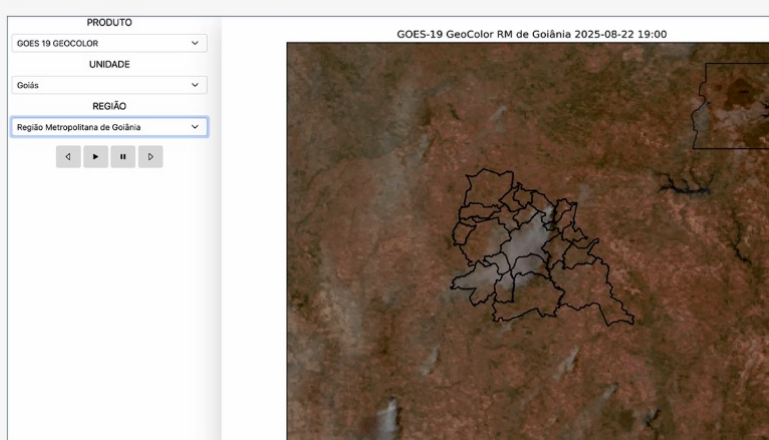 PRODUTO
GOES 19 GEOCOLOR
UNIDADE
Goiás
REGIÃO
Região Metropolitana de Goiânia
GOES-19 GeoColor RM de Goiânia 2025-08-22 19:00